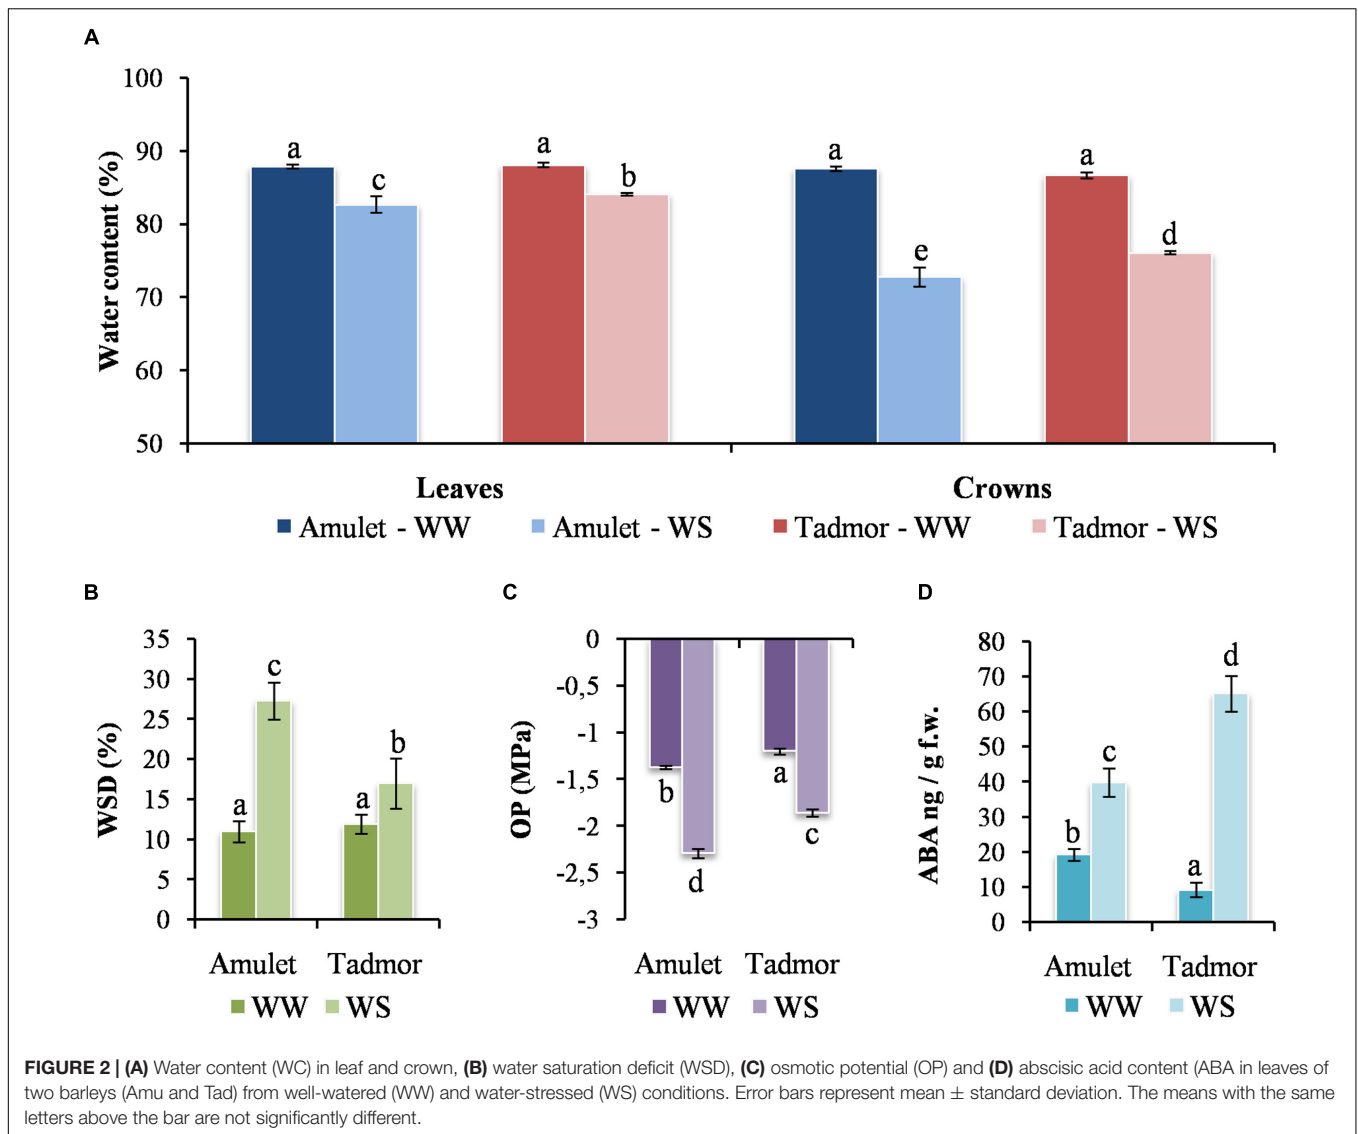 A
100
90
80
70
60
50
Water content (%)
a
c
a
b
a
e
a
d
Leaves
Crowns
Amulet - WW
Amulet - WS
Tadmor - WW
Tadmor - WS
B
35
30
25
20
15
10
5
0
WSD (%)
a
c
a
b
Amulet
Tadmor
WW
WS
C
0
-0,5
-1
-1,5
-2
-2,5
-3
OP (MPa)
b
d
a
c
Amulet
Tadmor
WW
WS
D
80
70
60
50
40
30
20
10
0
ABA ng / g f.w.
b
c
a
d
Amulet
Tadmor
WW
WS
FIGURE 2 | (A) Water content (WC) in leaf and crown, (B) water saturation deficit (WSD), (C) osmotic potential (OP) and (D) abscisic acid content (ABA in leaves of
two barleys (Amu and Tad) from well-watered (WW) and water-stressed (WS) conditions. Error bars represent mean ± standard deviation. The means with the same
letters above the bar are not significantly different.